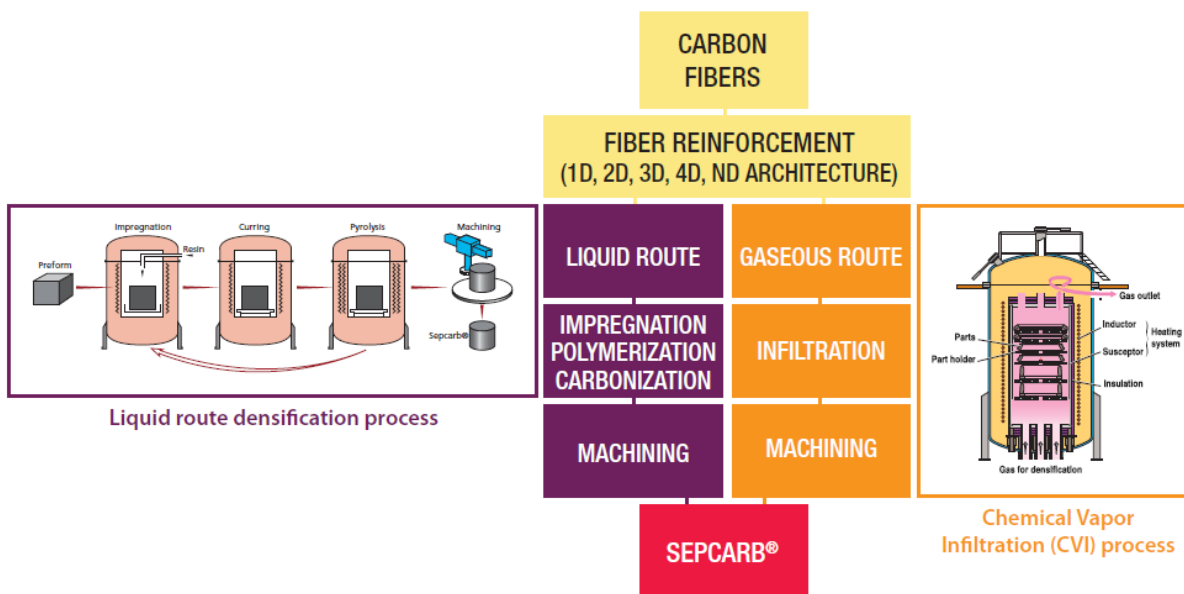 CARBON
FIBERS
FIBER REINFORCEMENT
(1D, 2D, 3D, 4D, ND ARCHITECTURE)
Impregnation
Curring
Pyrolysis
Machining
Resin
Preform
Sepcarb®
Liquid route densification process
LIQUID ROUTE
IMPREGNATION
POLYMERIZATION
CARBONIZATION
MACHINING
GASEOUS ROUTE
INFILTRATION
MACHINING
SEPCARB®
Gas outlet
Inductor
Heating
system
Parts
Susceptor
Part holder
Insulation
Gas for densification
Chemical Vapor
Infiltration (CVI) process